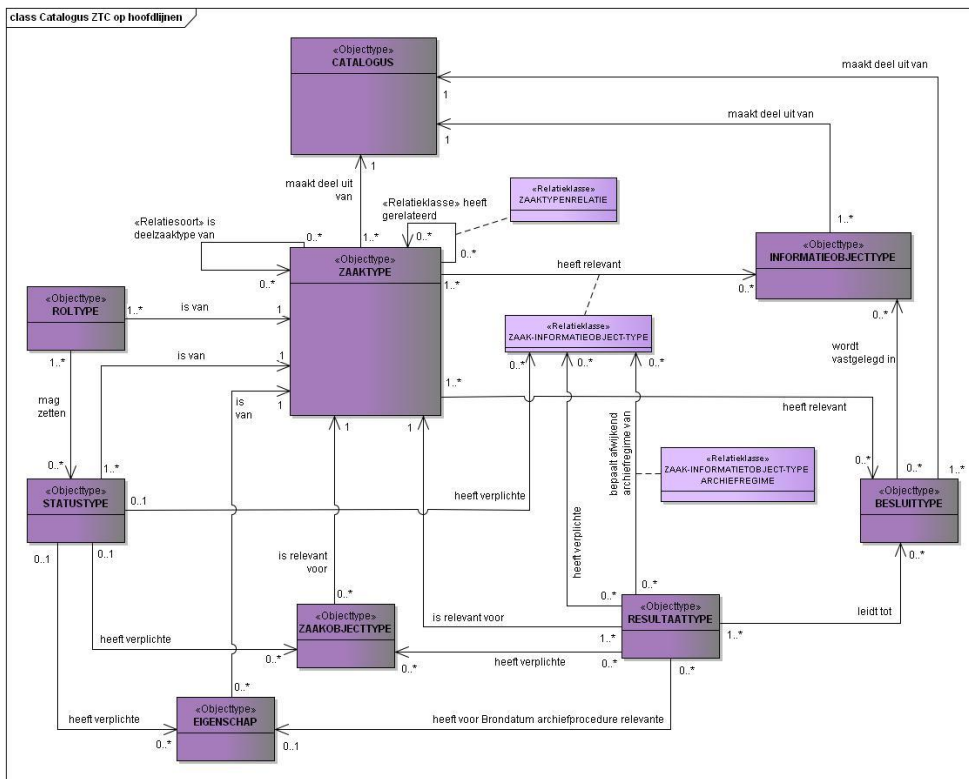 class Catalogus ZTC op hoofdlijnen
«Objecttype»
CATALOGUS
maakt deel uit van
1
maakt deel uit van
1
1
maakt deel uit
van
«Relatieklasse»
ZAAKTYPENRELATIE
«Relatieklasse» heeft
gerelateerd
«Relatiesoort» is
deelzaaktype van
0..*
1..*
0..*
0..*
0..*
1..*
«Objecttype»
ZAAKTYPE
«Objecttype»
INFORMATIEOBJECTTYPE
heeft relevant
1..*
0..*
0..*
«Objecttype»
ROLTYPE
1..*
is van
1
«Relatieklasse»
ZAAK-INFORMATIEOBJECT-TYPE
1..*
is van
1
wordt
vastgelegd in
0..*
0..*
0..*
mag
zetten
is
van
1
1..*
heeft relevant
1
1
bepaalt afwijkend
archiefregime van
«Relatieklasse»
ZAAK-INFORMATIETOBJECT-TYPE
ARCHIEFREGIME
0..*
1..*
0..*
0..*
1..*
«Objecttype»
STATUSTYPE
0..1
heeft verplichte
«Objecttype»
BESLUITTYPE
0..1
0..1
0..*
heeft verplichte
is relevant
voor
0..*
0..*
0..*
«Objecttype»
ZAAKOBJECTTYPE
«Objecttype»
RESULTAATTYPE
leidt tot
is relevant voor
1..*
1..*
heeft verplichte
0..*
0..*
heeft verplichte
0..*
0..*
0..*
«Objecttype»
EIGENSCHAP
heeft verplichte
0..*
0..1
heeft voor Brondatum archiefprocedure relevante